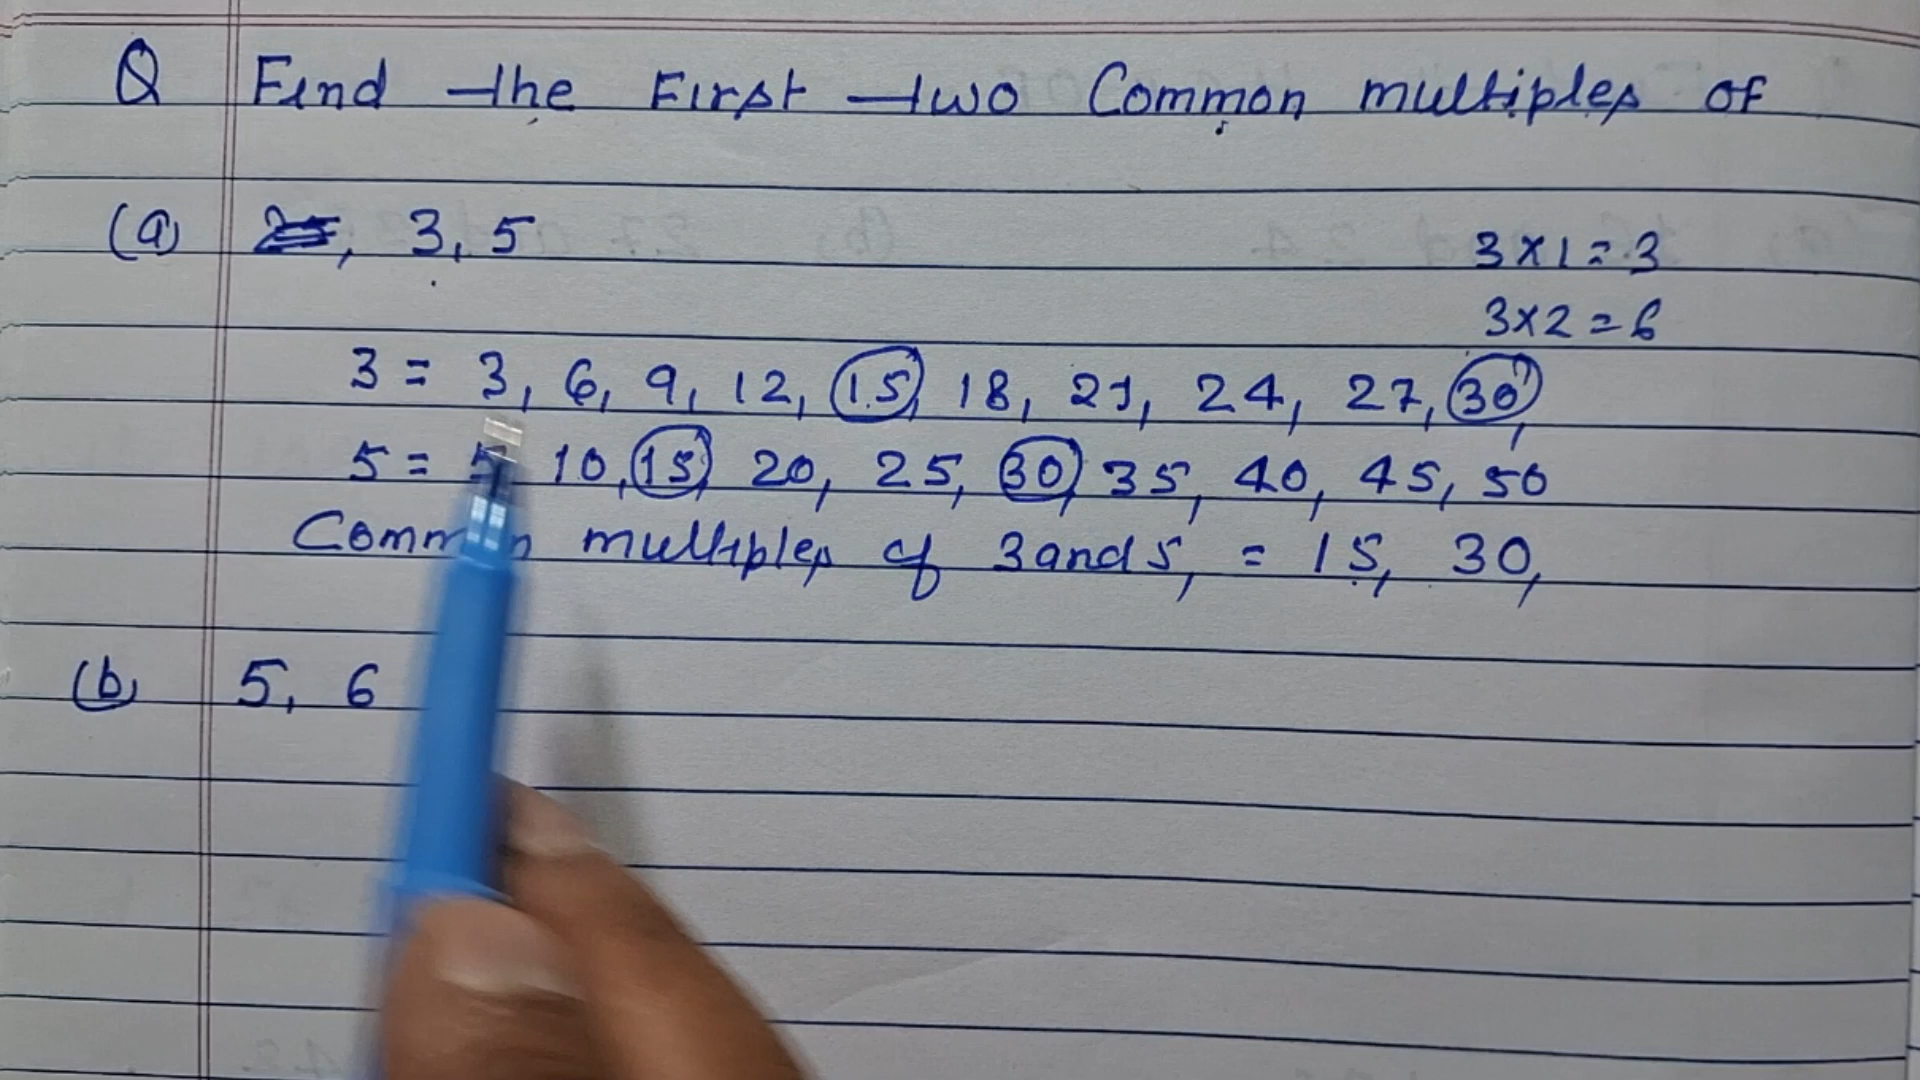 Q Find the First two Common multiples of
(a) 3, 5
3×1=3
3×2=6
3 = 3, 6, 9, 12, 15, 18, 21, 24, 27, 30,
5 = 5 10, 15, 20, 25, 30, 35, 40, 45, 50
Common multiples of 3 and 5, = 15, 30,
(b) 5, 6